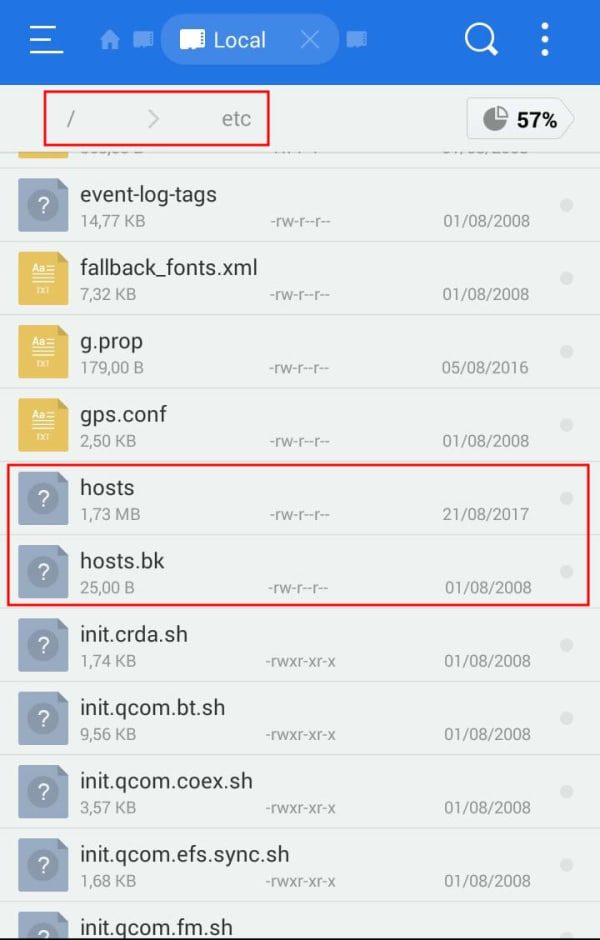 Local
/ etc
57%
event-log-tags
14,77 KB -rw-r--r-- 01/08/2008
Aa
TXT
fallback_fonts.xml
7,32 KB -rw-r--r-- 01/08/2008
Aa
TXT
g.prop
179,00 B -rw-r--r-- 05/08/2016
Aa
TXT
gps.conf
2,50 KB -rw-r--r-- 01/08/2008
? hosts
1,73 MB -rw-r--r-- 21/08/2017
? hosts.bk
25,00 B -rw-r--r-- 01/08/2008
? init.crda.sh
1,74 KB -rwxr-xr-x 01/08/2008
? init.qcom.bt.sh
9,56 KB -rwxr-xr-x 01/08/2008
? init.qcom.coex.sh
3,57 KB -rwxr-xr-x 01/08/2008
? init.qcom.efs.sync.sh
1,68 KB -rwxr-xr-x 01/08/2008
init.qcom.fm.sh